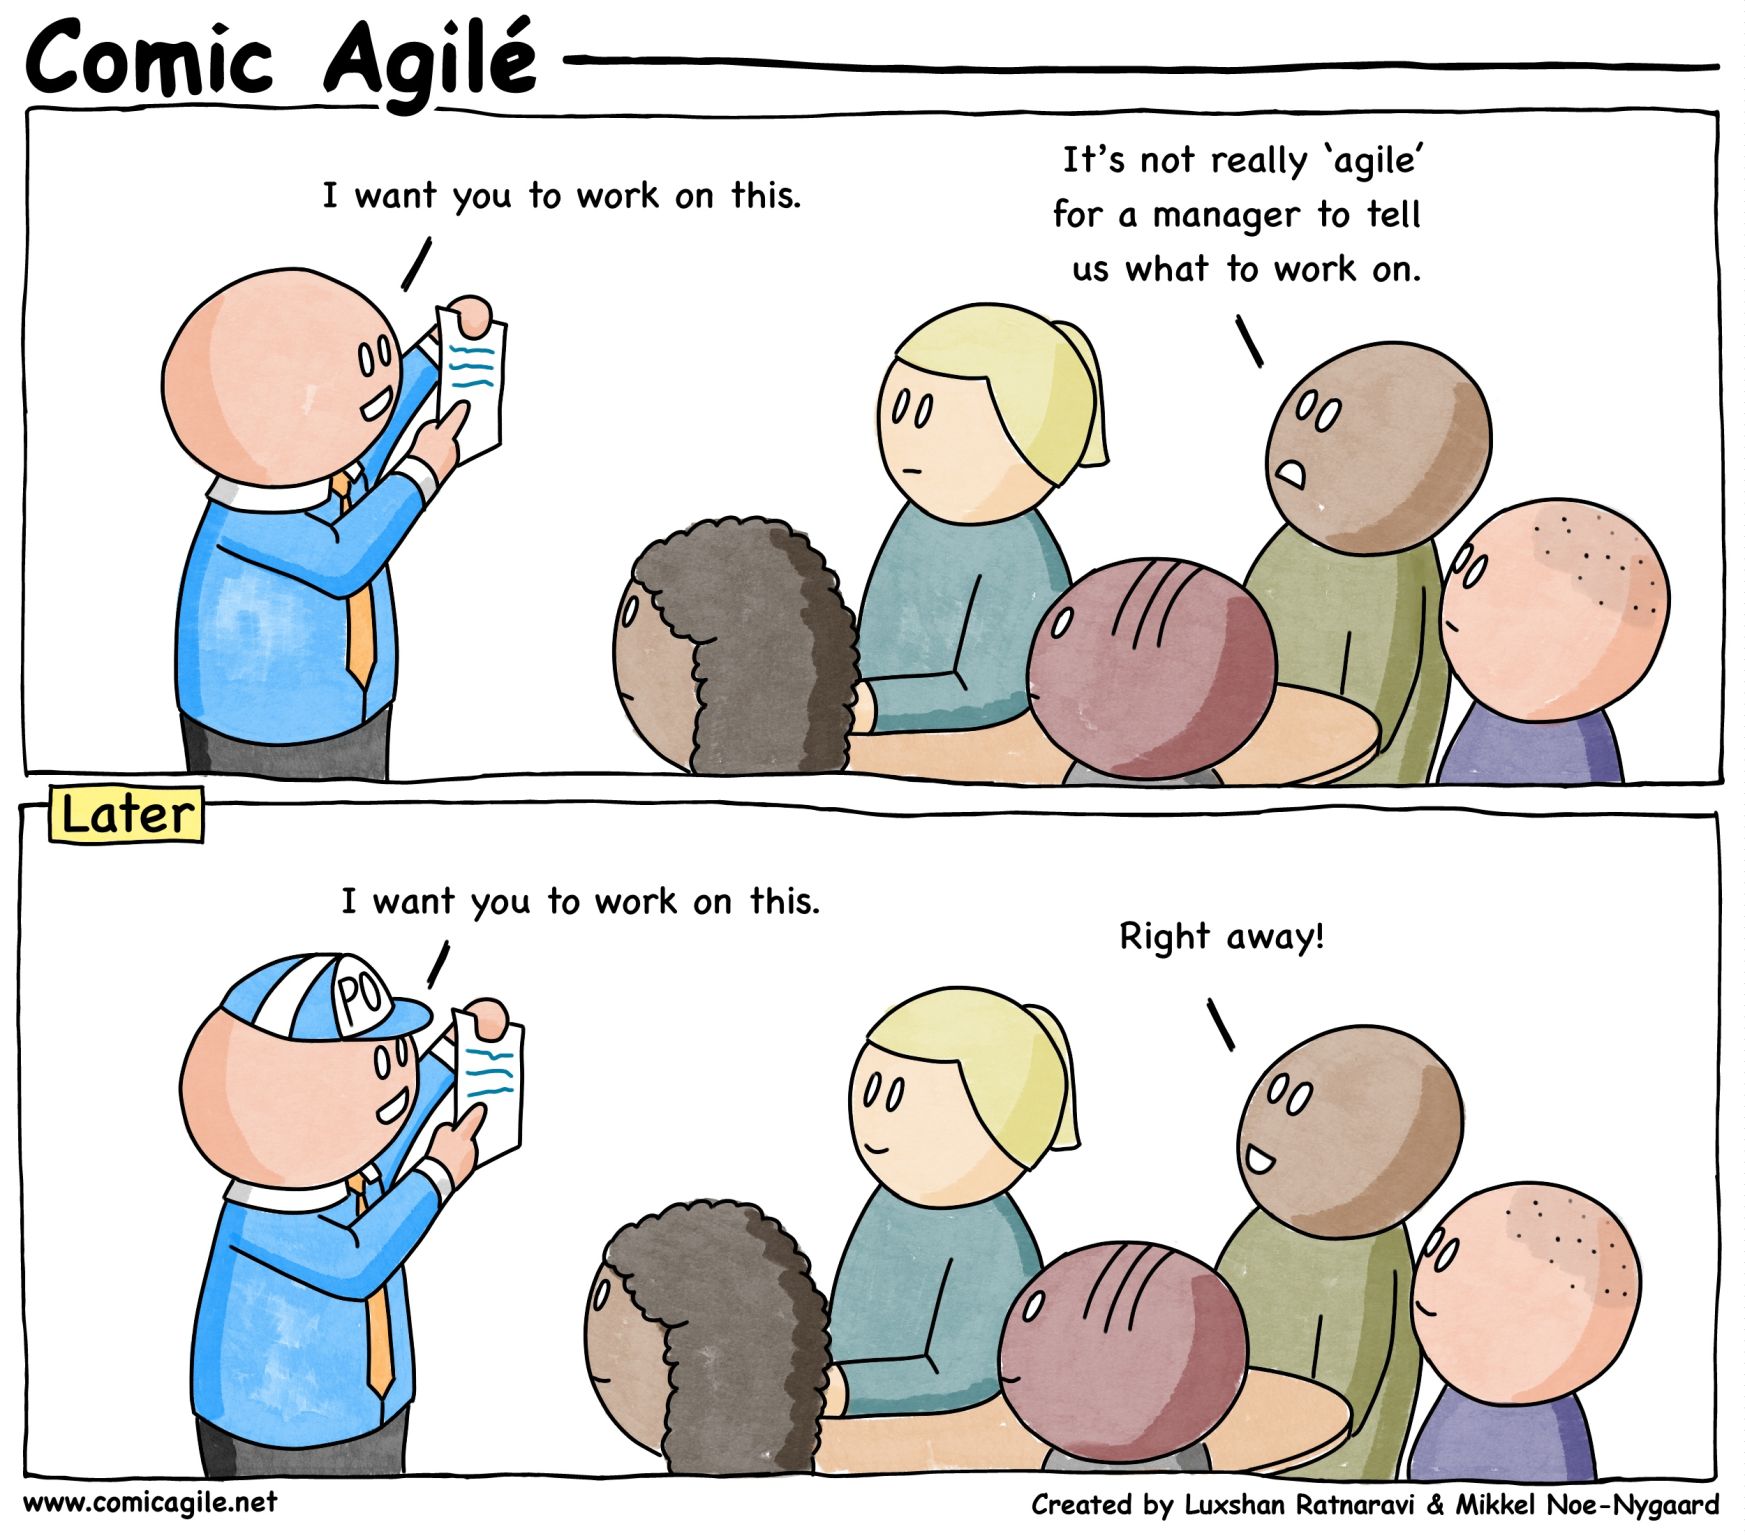 Comic Agilé
I want you to work on this.
It's not really ‘agile’
for a manager to tell
us what to work on.
Later
I want you to work on this.
PO
Right away!
www.comicagile.net
Created by Luxshan Ratnaravi & Mikkel Noe-Nygaard